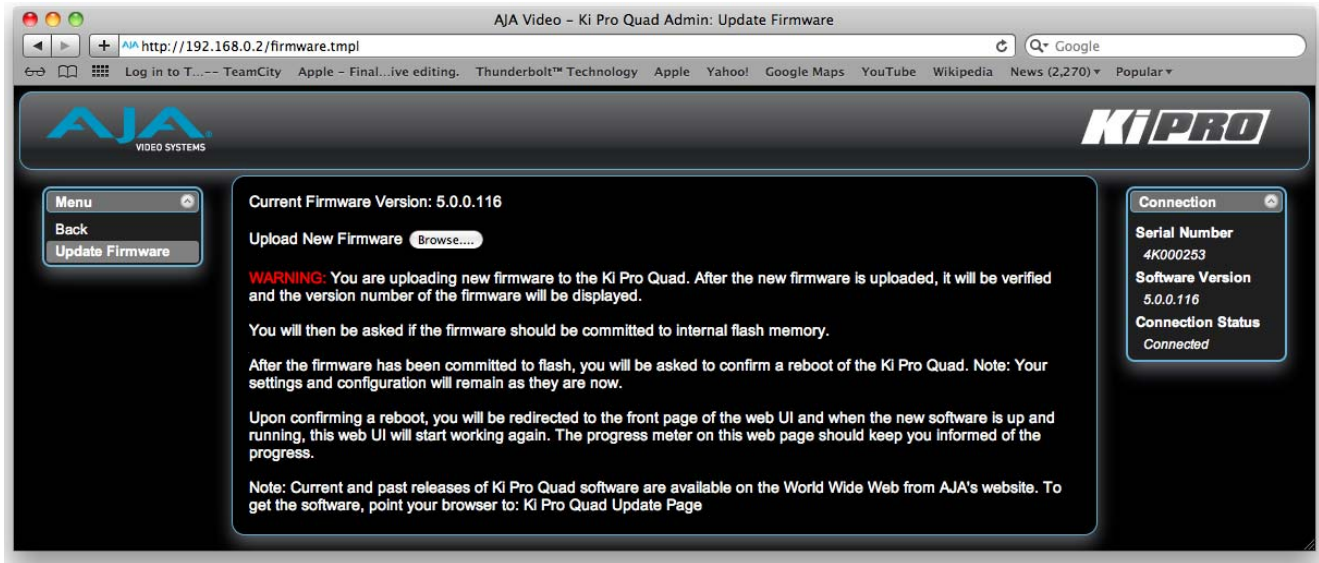 AJA Video – Ki Pro Quad Admin: Update Firmware
http://192.168.0.2/firmware.tmpl
Google
Log in to T...-- TeamCity Apple – Final...ive editing. Thunderbolt™ Technology Apple Yahoo! Google Maps YouTube Wikipedia News (2,270) Popular
AJA
VIDEO SYSTEMS
Ki PRO
Menu
Back
Update Firmware
Current Firmware Version: 5.0.0.116
Upload New Firmware Browse....
WARNING: You are uploading new firmware to the Ki Pro Quad. After the new firmware is uploaded, it will be verified
and the version number of the firmware will be displayed.
You will then be asked if the firmware should be committed to internal flash memory.
After the firmware has been committed to flash, you will be asked to confirm a reboot of the Ki Pro Quad. Note: Your
settings and configuration will remain as they are now.
Upon confirming a reboot, you will be redirected to the front page of the web UI and when the new software is up and
running, this web UI will start working again. The progress meter on this web page should keep you informed of the
progress.
Note: Current and past releases of Ki Pro Quad software are available on the World Wide Web from AJA's website. To
get the software, point your browser to: Ki Pro Quad Update Page
Connection
Serial Number
4K000253
Software Version
5.0.0.116
Connection Status
Connected